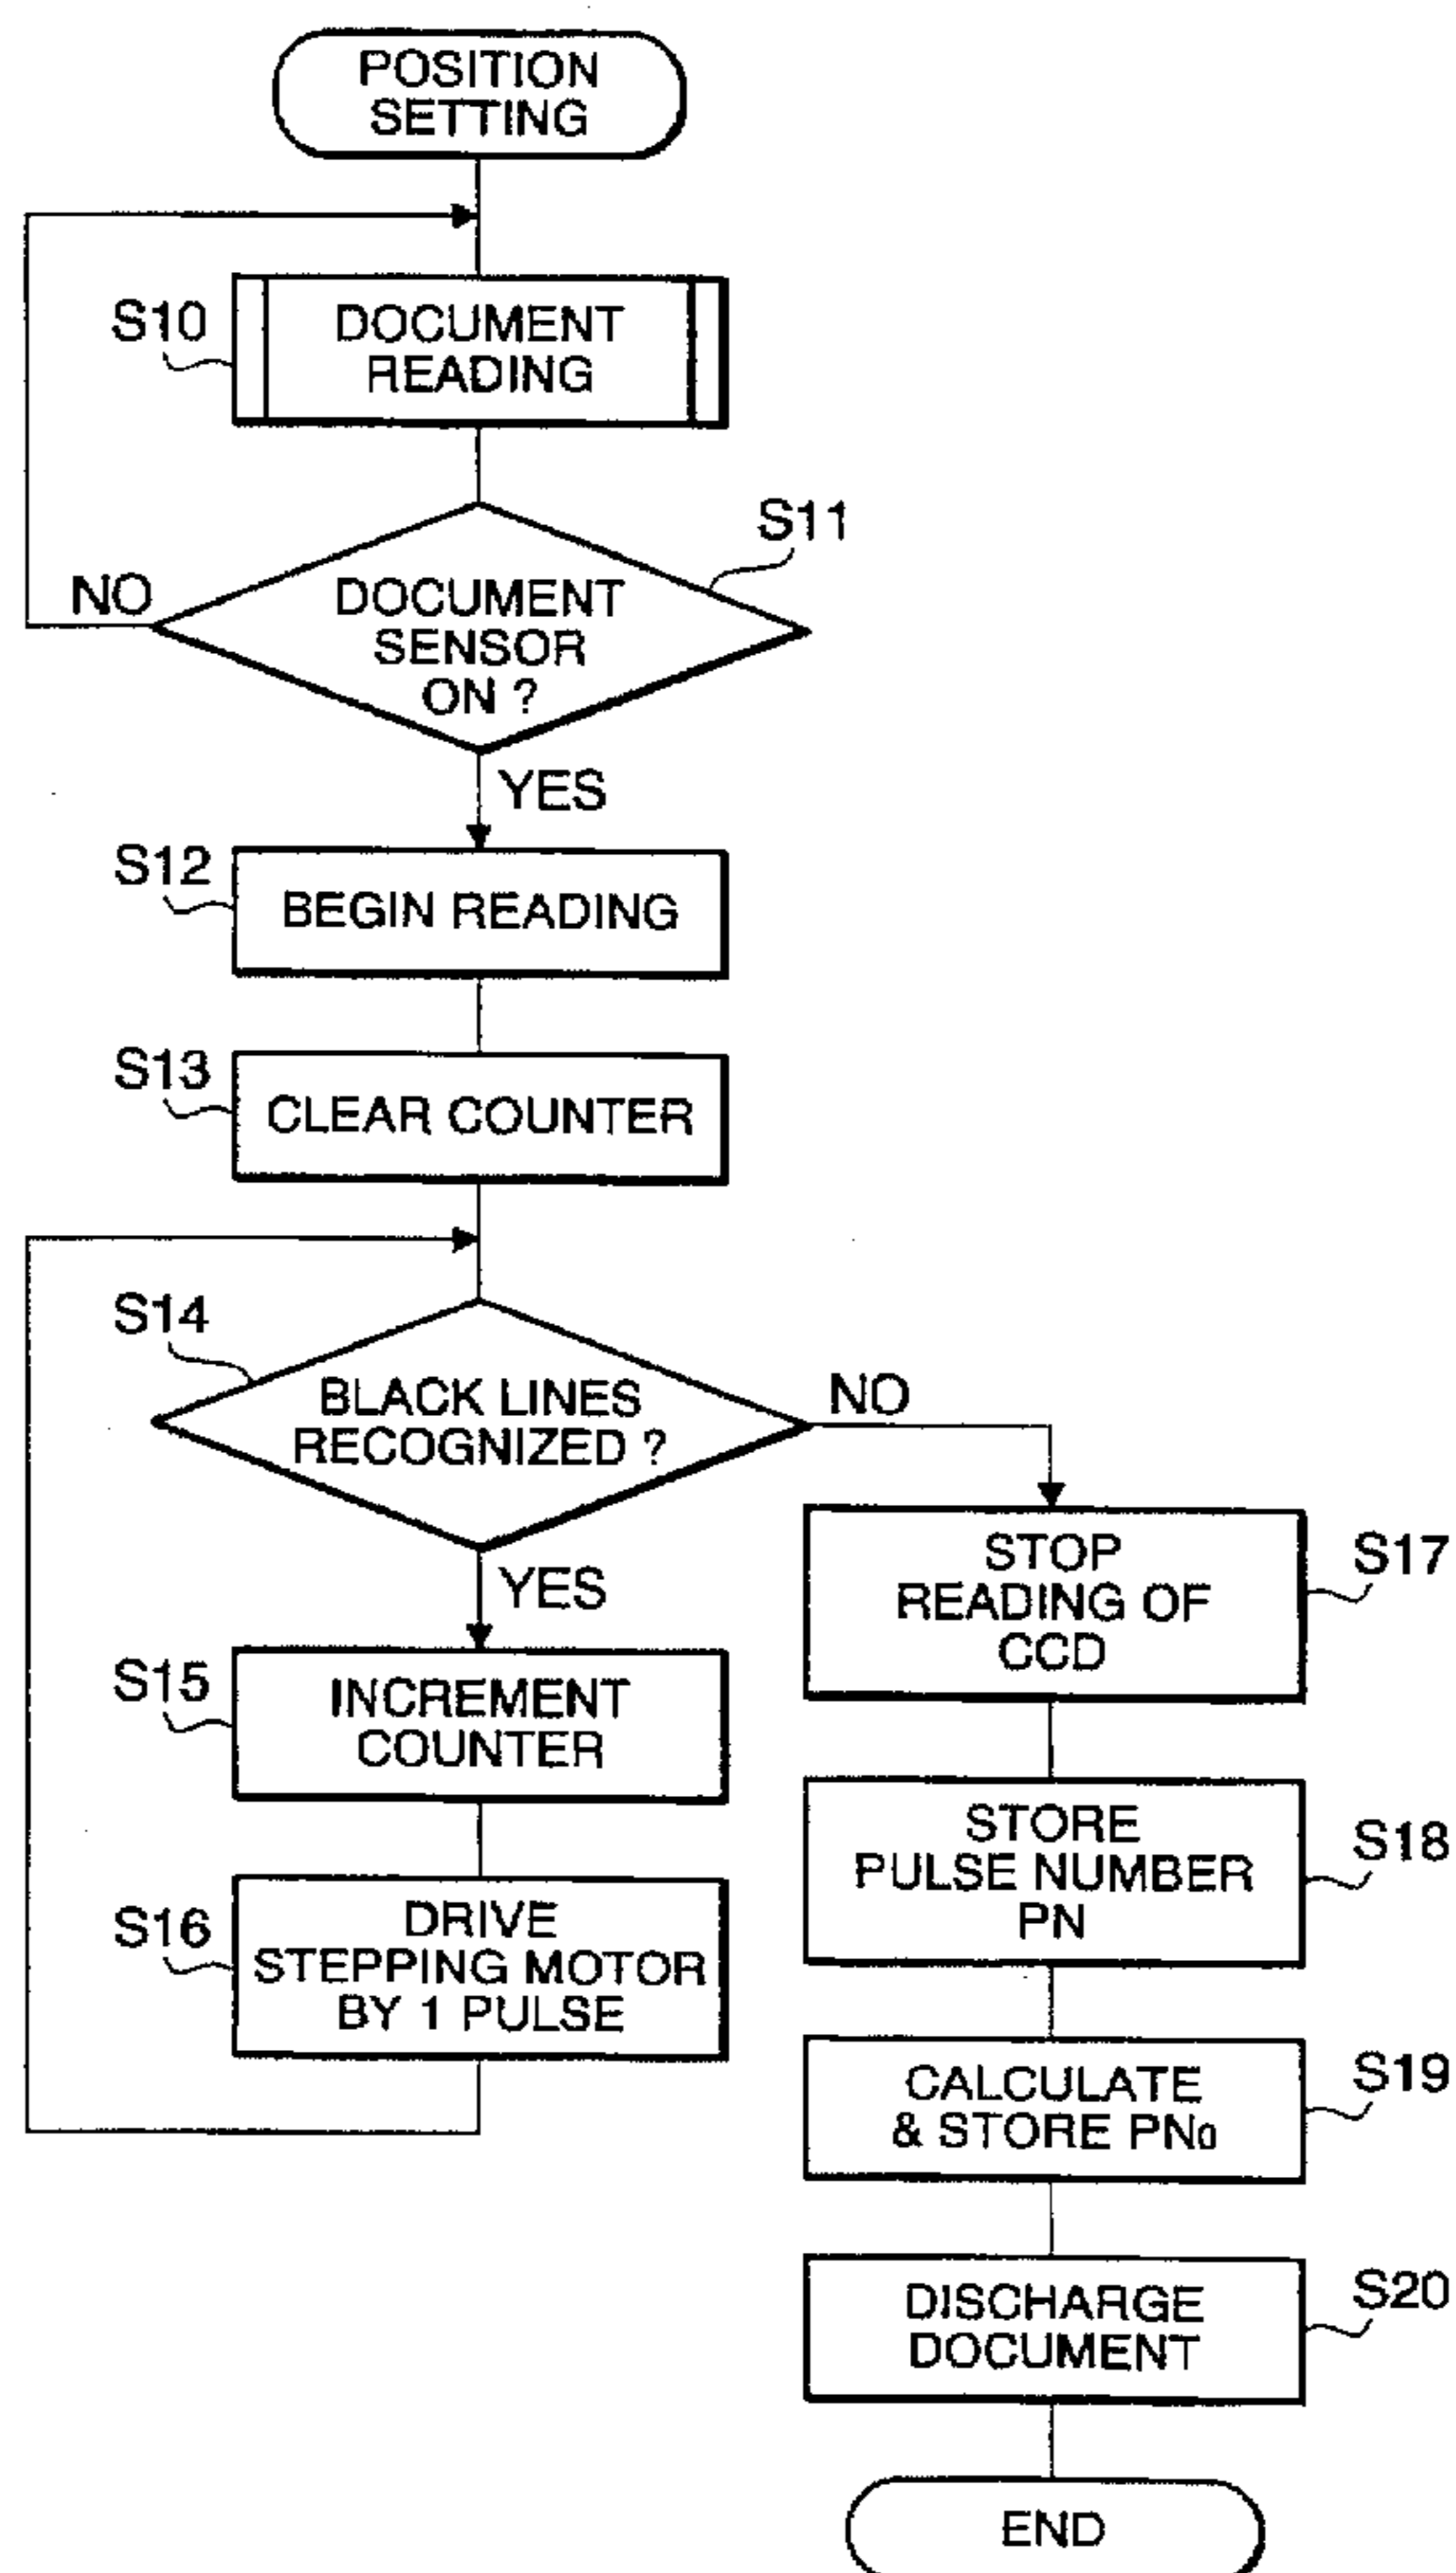 POSITION
SETTING
S10
DOCUMENT
READING
S11
DOCUMENT
SENSOR
ON ?
NO
YES
S12
BEGIN READING
S13
CLEAR COUNTER
S14
BLACK LINES
RECOGNIZED ?
NO
YES
S15
INCREMENT
COUNTER
S16
DRIVE
STEPPING MOTOR
BY 1 PULSE
STOP
READING OF
CCD
S17
STORE
PULSE NUMBER
PN
S18
CALCULATE
& STORE PN₀
S19
DISCHARGE
DOCUMENT
S20
END